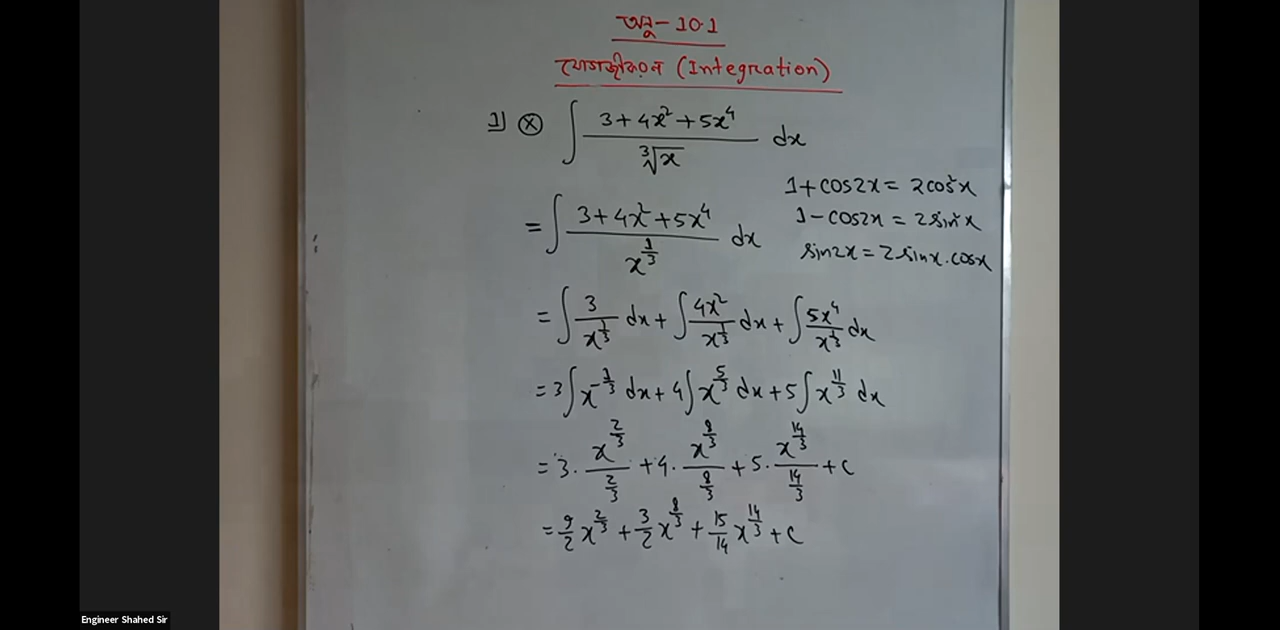 অনু- 10.1
যোগজীকরণ (Integration)
1) ⊗ ∫ (3+4x²+5x⁴)/∛x dx
1+cos2x = 2cos²x
= ∫ (3+4x²+5x⁴)/x^(1/3) dx
1-cos2x = 2sin²x
sin2x = 2sinx.cosx
= ∫ 3/x^(1/3) dx + ∫ 4x²/x^(1/3) dx + ∫ 5x⁴/x^(1/3) dx
= 3∫ x^(-1/3) dx + 4∫ x^(5/3) dx + 5∫ x^(11/3) dx
= 3. x^(2/3)/(2/3) + 4. x^(8/3)/(8/3) + 5. x^(14/3)/(14/3) + c
= 9/2 x^(2/3) + 3/2 x^(8/3) + 15/14 x^(14/3) + c
Engineer Shahed Sir